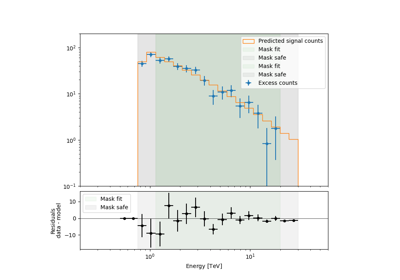 Predicted signal counts
Mask fit
Mask safe
Mask fit
Mask safe
Excess counts
10²
10¹
10⁰
10⁻¹
Mask fit
Mask safe
10
0
−10
Residuals
data - model
10⁰
10¹
Energy [TeV]